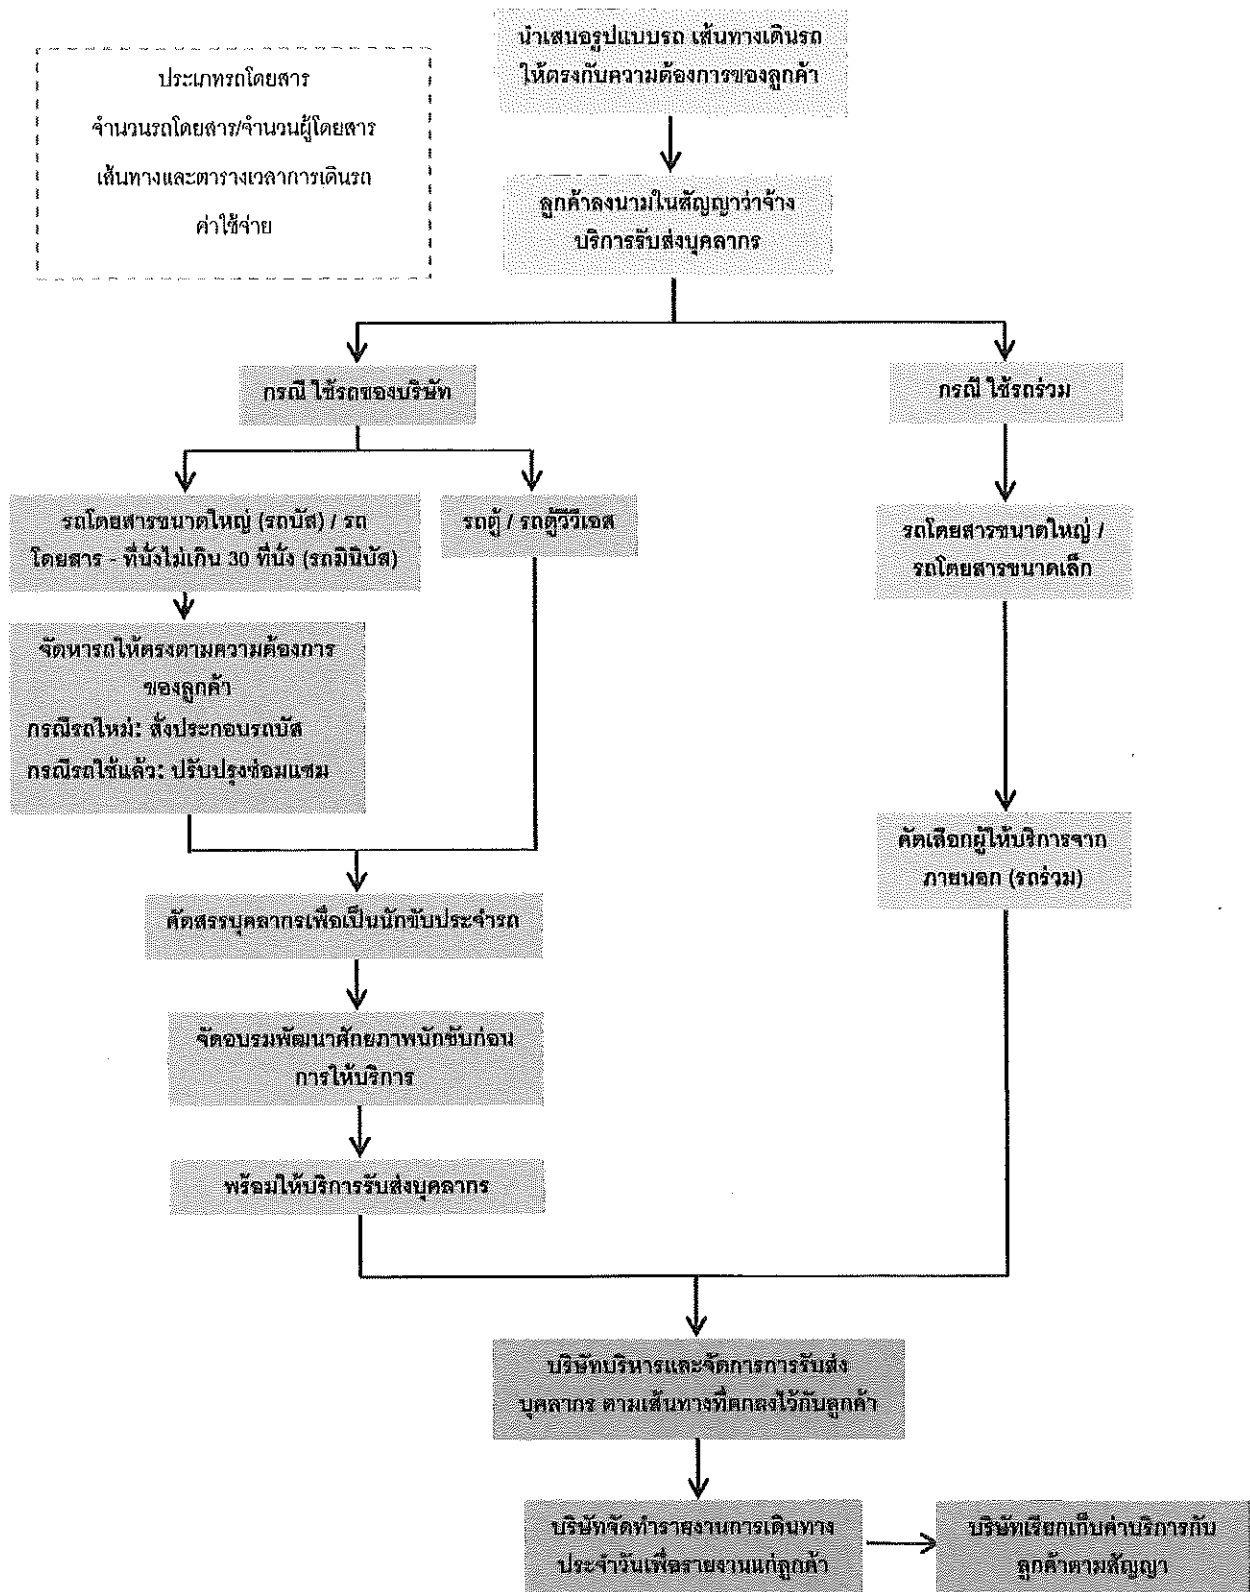 นำเสนอรูปแบบรถ เส้นทางเดินรถ
ให้ตรงกับความต้องการของลูกค้า
ประเภทรถโดยสาร
จำนวนรถโดยสาร/จำนวนผู้โดยสาร
เส้นทางและตารางเวลาการเดินรถ
ค่าใช้จ่าย
ลูกค้าลงนามในสัญญาว่าจ้าง
บริการรับส่งบุคลากร
กรณี ใช้รถของบริษัท
กรณี ใช้รถร่วม
รถโดยสารขนาดใหญ่ (รถบัส) / รถ
โดยสาร - ที่นั่งไม่เกิน 30 ที่นั่ง (รถมินิบัส)
รถตู้ / รถตู้วีวีเอส
รถโดยสารขนาดใหญ่ /
รถโดยสารขนาดเล็ก
จัดหารถให้ตรงตามความต้องการ
ของลูกค้า
กรณีรถใหม่: สั่งประกอบรถบัส
กรณีรถใช้แล้ว: ปรับปรุงซ่อมแซม
คัดเลือกผู้ให้บริการจาก
ภายนอก (รถร่วม)
คัดสรรบุคลากรเพื่อเป็นนักขับประจำรถ
จัดอบรมพัฒนาศักยภาพนักขับก่อน
การให้บริการ
พร้อมให้บริการรับส่งบุคลากร
บริษัทบริหารและจัดการการรับส่ง
บุคลากร ตามเส้นทางที่ตกลงไว้กับลูกค้า
บริษัทจัดทำรายงานการเดินทาง
ประจำวันเพื่อรายงานแก่ลูกค้า
บริษัทเรียกเก็บค่าบริการกับ
ลูกค้าตามสัญญา